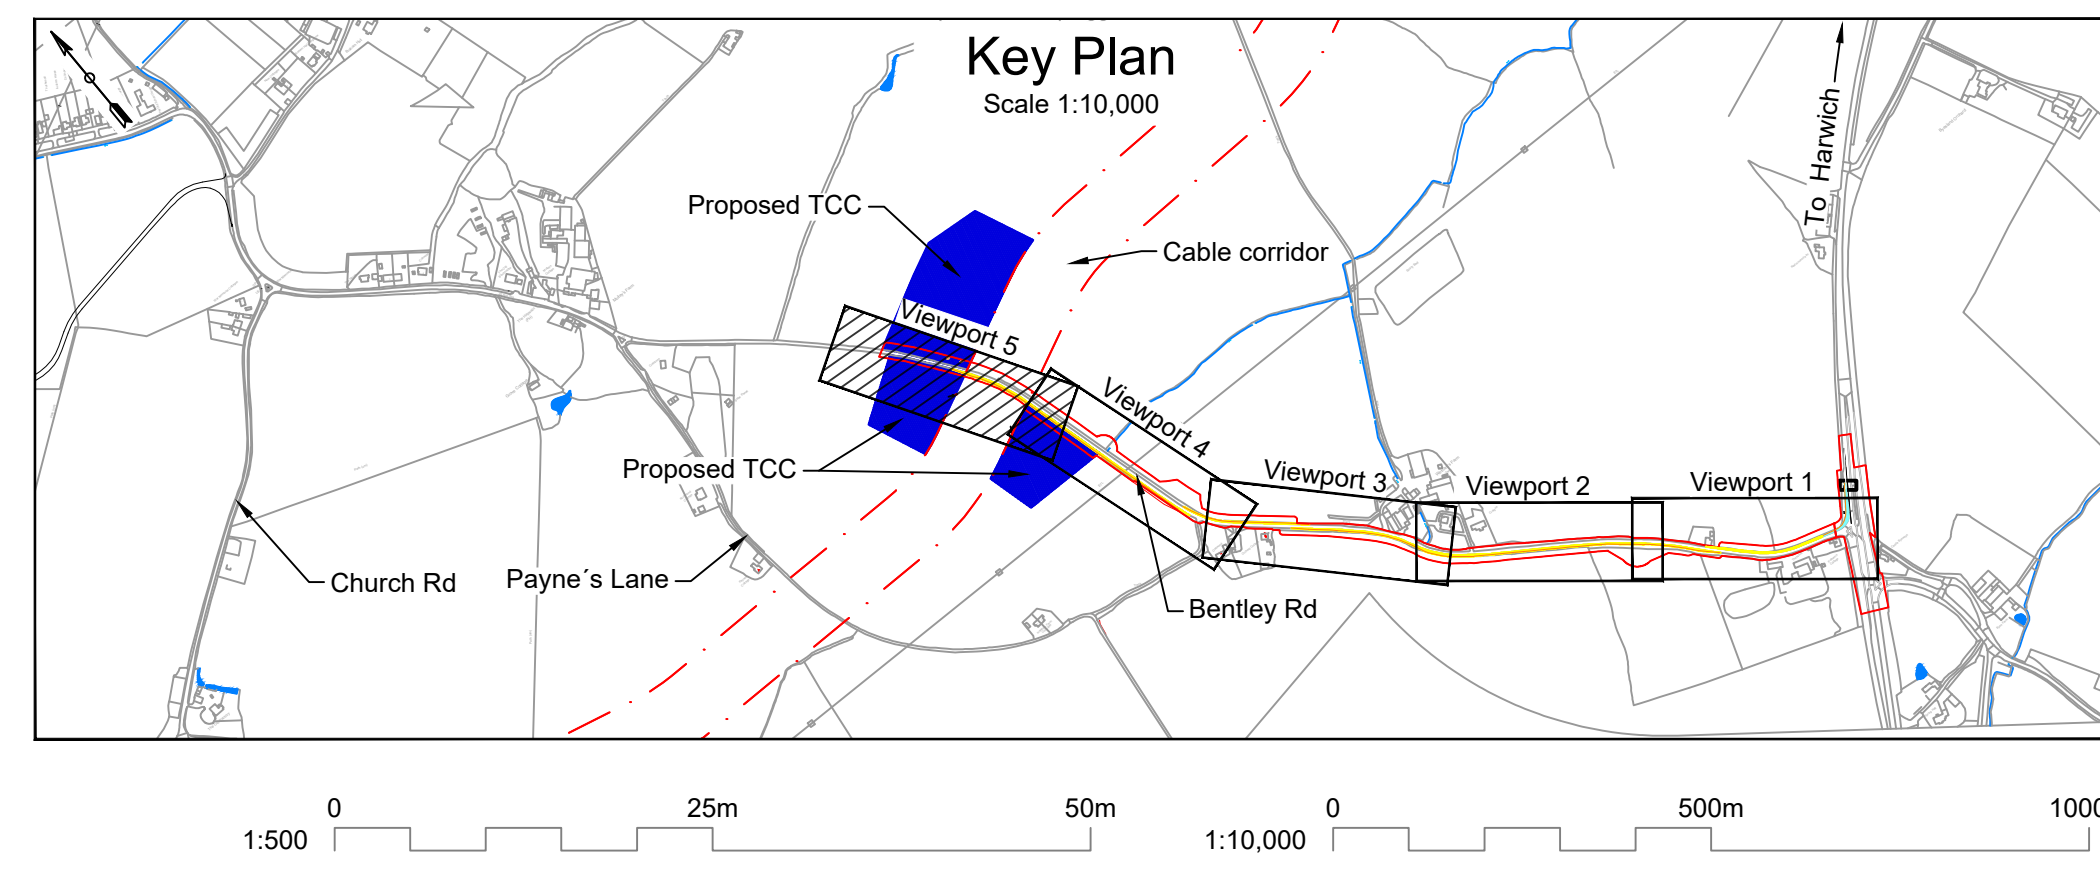 Key Plan
Scale 1:10,000
To Harwich
Proposed TCC
Cable corridor
Viewport 5
Viewport 4
Viewport 3
Viewport 2
Viewport 1
Proposed TCC
Church Rd
Payne´s Lane
Bentley Rd
0 25m 50m
1:500
0 500m
1:10,000